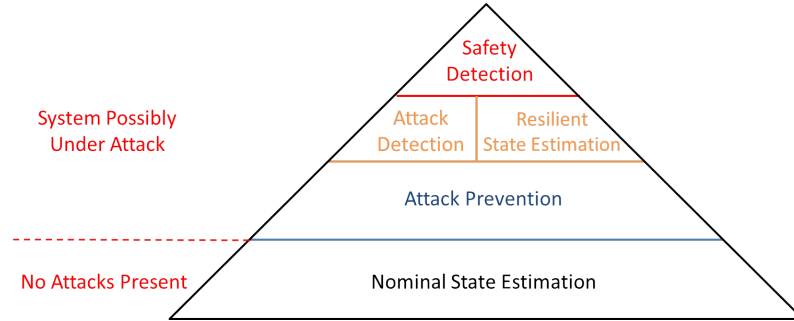 Safety
Detection
System Possibly
Under Attack
Attack
Detection
Resilient
State Estimation
Attack Prevention
No Attacks Present
Nominal State Estimation